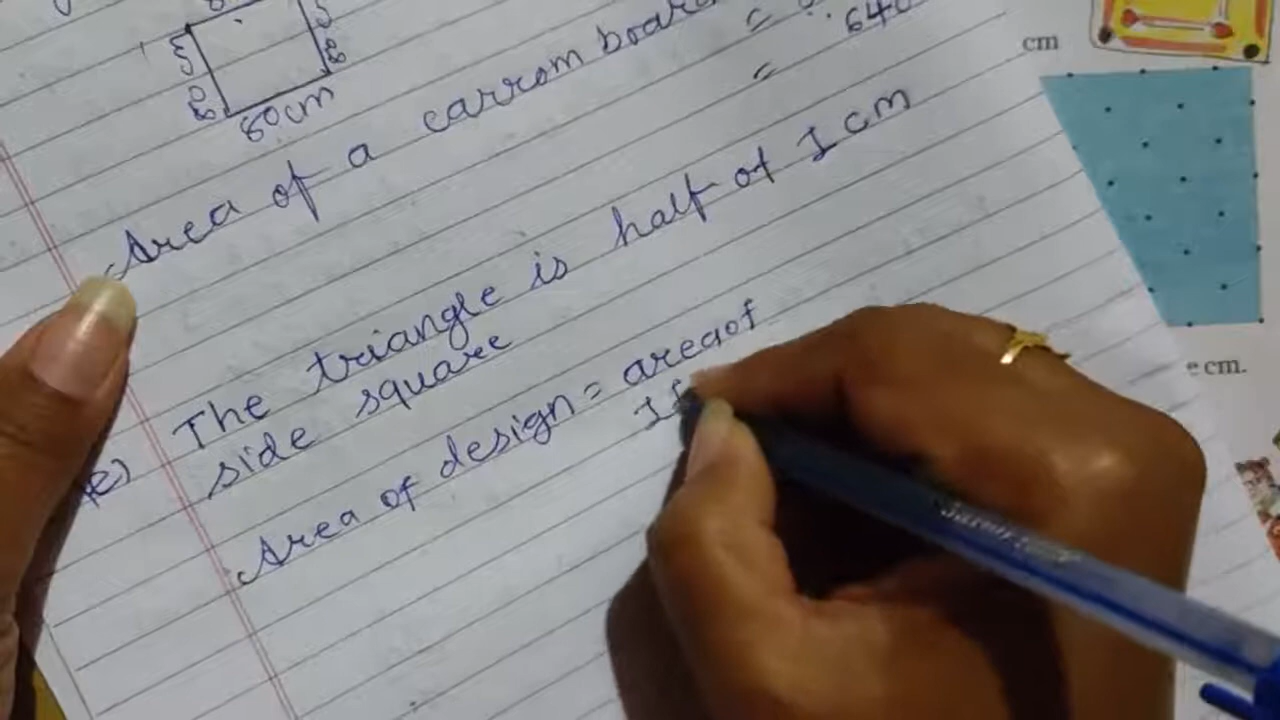 80cm
Area of a carrom board
=
=
640
cm
(e) The triangle is half of 1 cm
side square
Area of design = area of
e cm.